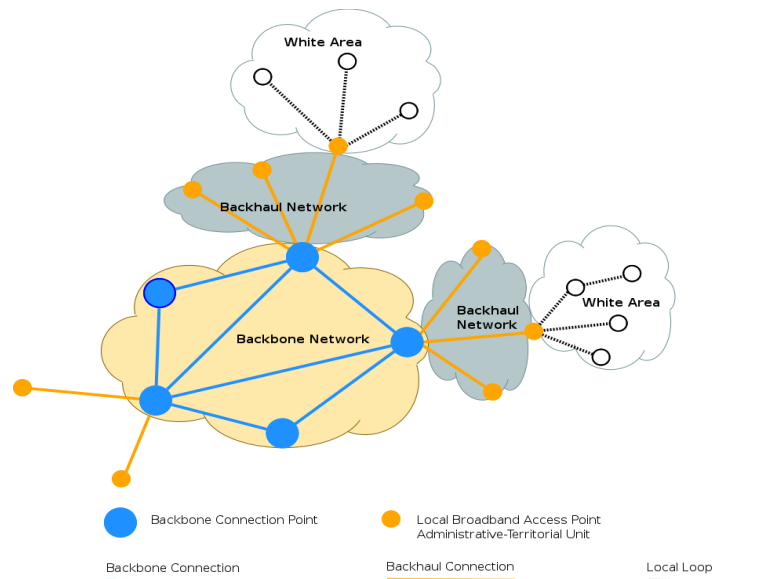 White Area
Backhaul Network
Backhaul
Network
White Area
Backbone Network
Backbone Connection Point
Local Broadband Access Point
Administrative-Territorial Unit
Backbone Connection
Backhaul Connection
Local Loop